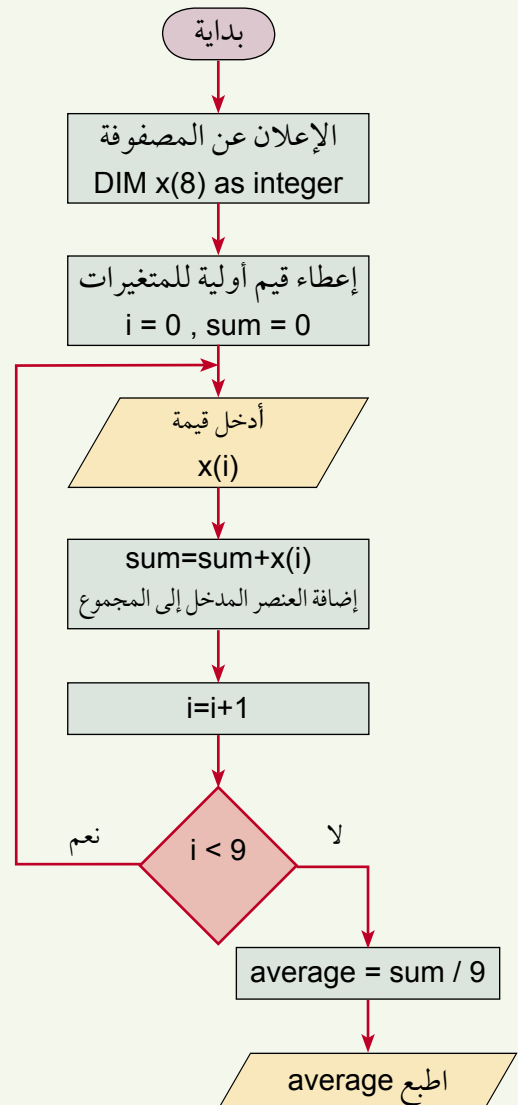 بداية
الإعلان عن المصفوفة
DIM x(8) as integer
إعطاء قيم أولية للمتغيرات
i = 0 , sum = 0
أدخل قيمة
x(i)
sum=sum+x(i)
إضافة العنصر المدخل إلى المجموع
i=i+1
i < 9
لا
نعم
average = sum / 9
اطبع average